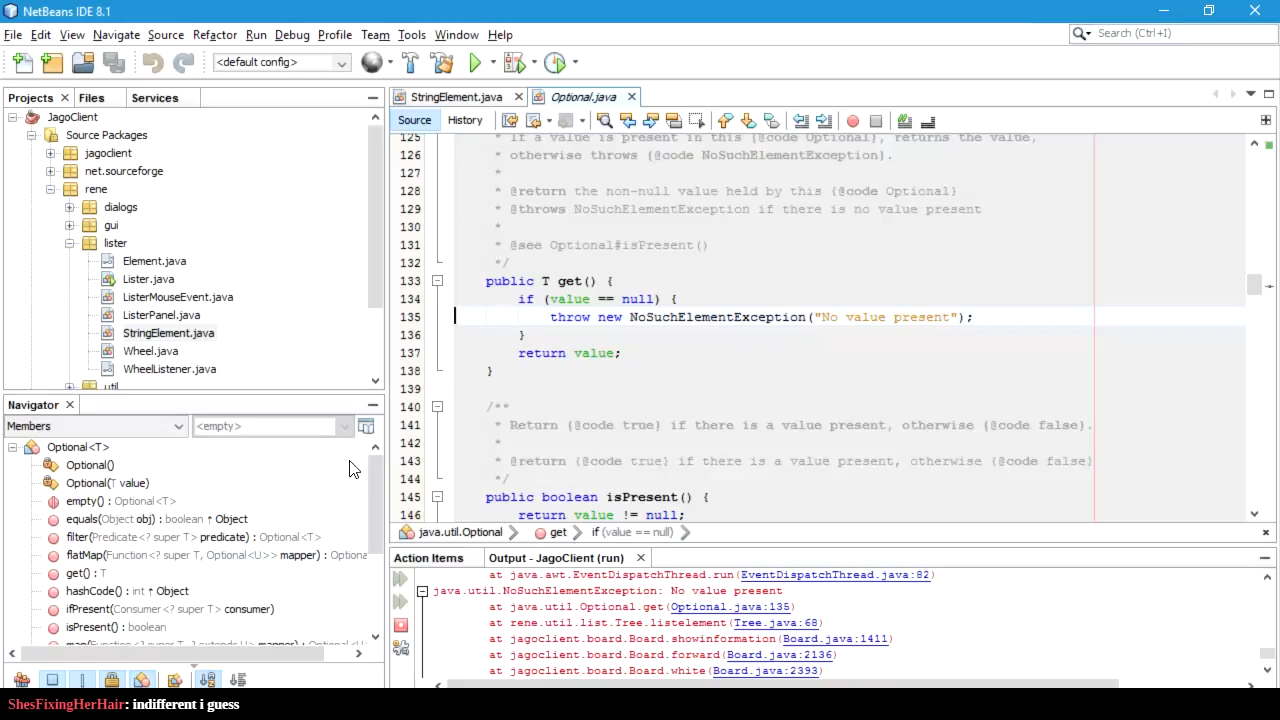 NetBeans IDE 8.1
File Edit View Navigate Source Refactor Run Debug Profile Team Tools Window Help
Search (Ctrl+I)
<default config>
Projects Files Services
JagoClient
Source Packages
jagoclient
net.sourceforge
rene
dialogs
gui
lister
Element.java
Lister.java
ListerMouseEvent.java
ListerPanel.java
StringElement.java
Wheel.java
WheelListener.java
util
Navigator
Members <empty>
Optional<T>
Optional()
Optional(T value)
empty() : Optional<T>
equals(Object obj) : boolean ↑ Object
filter(Predicate<? super T> predicate) : Optional<T>
flatMap(Function<? super T, Optional<U>> mapper) : Optiona
get() : T
hashCode() : int ↑ Object
ifPresent(Consumer<? super T> consumer)
isPresent() : boolean
map(Function<? super T, ? extends U> mapper) : Optional<U
StringElement.java Optional.java
Source History
125 * If a value is present in this {@code Optional}, returns the value,
126 * otherwise throws {@code NoSuchElementException}.
127 *
128 * @return the non-null value held by this {@code Optional}
129 * @throws NoSuchElementException if there is no value present
130 *
131 * @see Optional#isPresent()
132 */
133 public T get() {
134 if (value == null) {
135 throw new NoSuchElementException("No value present");
136 }
137 return value;
138 }
139
140 /**
141 * Return {@code true} if there is a value present, otherwise {@code false}.
142 *
143 * @return {@code true} if there is a value present, otherwise {@code false}
144 */
145 public boolean isPresent() {
146 return value != null;
java.util.Optional get if (value == null)
Action Items Output - JagoClient (run)
at java.awt.EventDispatchThread.run(EventDispatchThread.java:82)
java.util.NoSuchElementException: No value present
at java.util.Optional.get(Optional.java:135)
at rene.util.list.Tree.listelement(Tree.java:68)
at jagoclient.board.Board.showinformation(Board.java:1411)
at jagoclient.board.Board.forward(Board.java:2136)
at jagoclient.board.Board.white(Board.java:2393)
ShesFixingHerHair: indifferent i guess